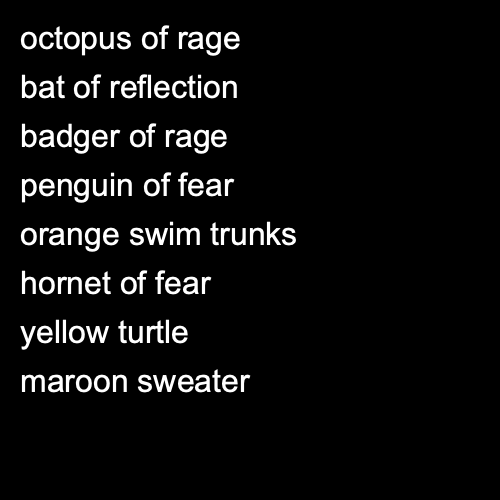 octopus of rage
bat of reflection
badger of rage
penguin of fear
orange swim trunks
hornet of fear
yellow turtle
maroon sweater